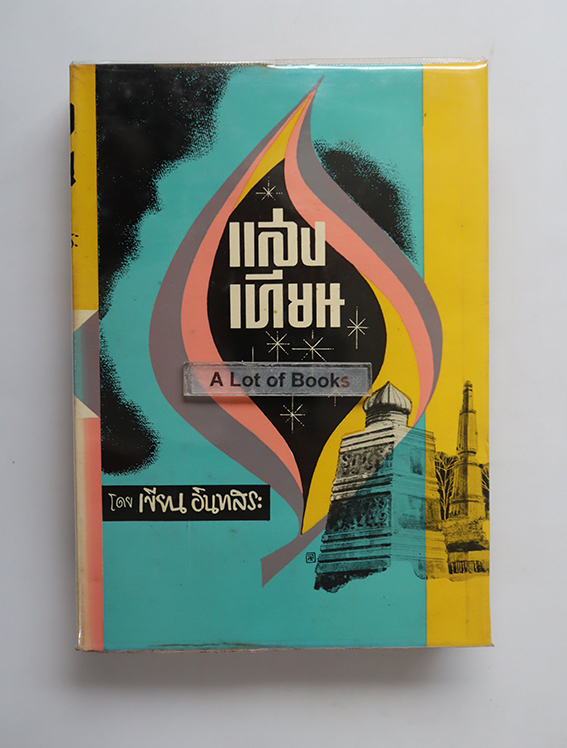 แสง
เทียน
A Lot of Books
โดย เขียน อินทสิระ